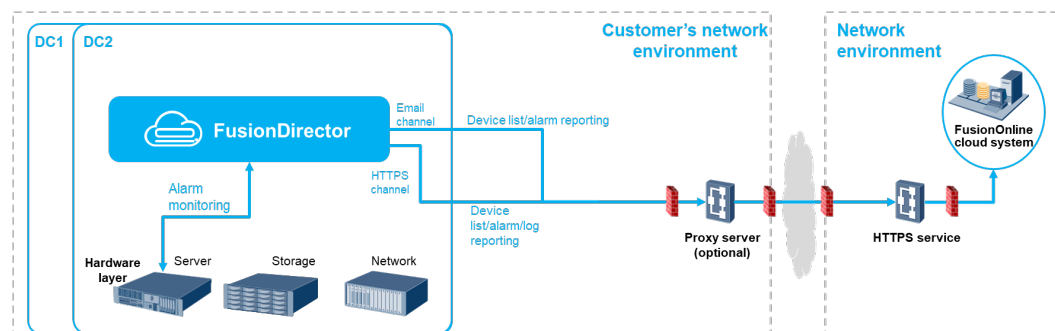 DC1
DC2
Customer's network
environment
Network
environment
FusionDirector
Email
channel
Device list/alarm reporting
HTTPS
channel
Device
list/alarm/log
reporting
Alarm
monitoring
Hardware
layer
Server
Storage
Network
Proxy server
(optional)
HTTPS service
FusionOnline
cloud system